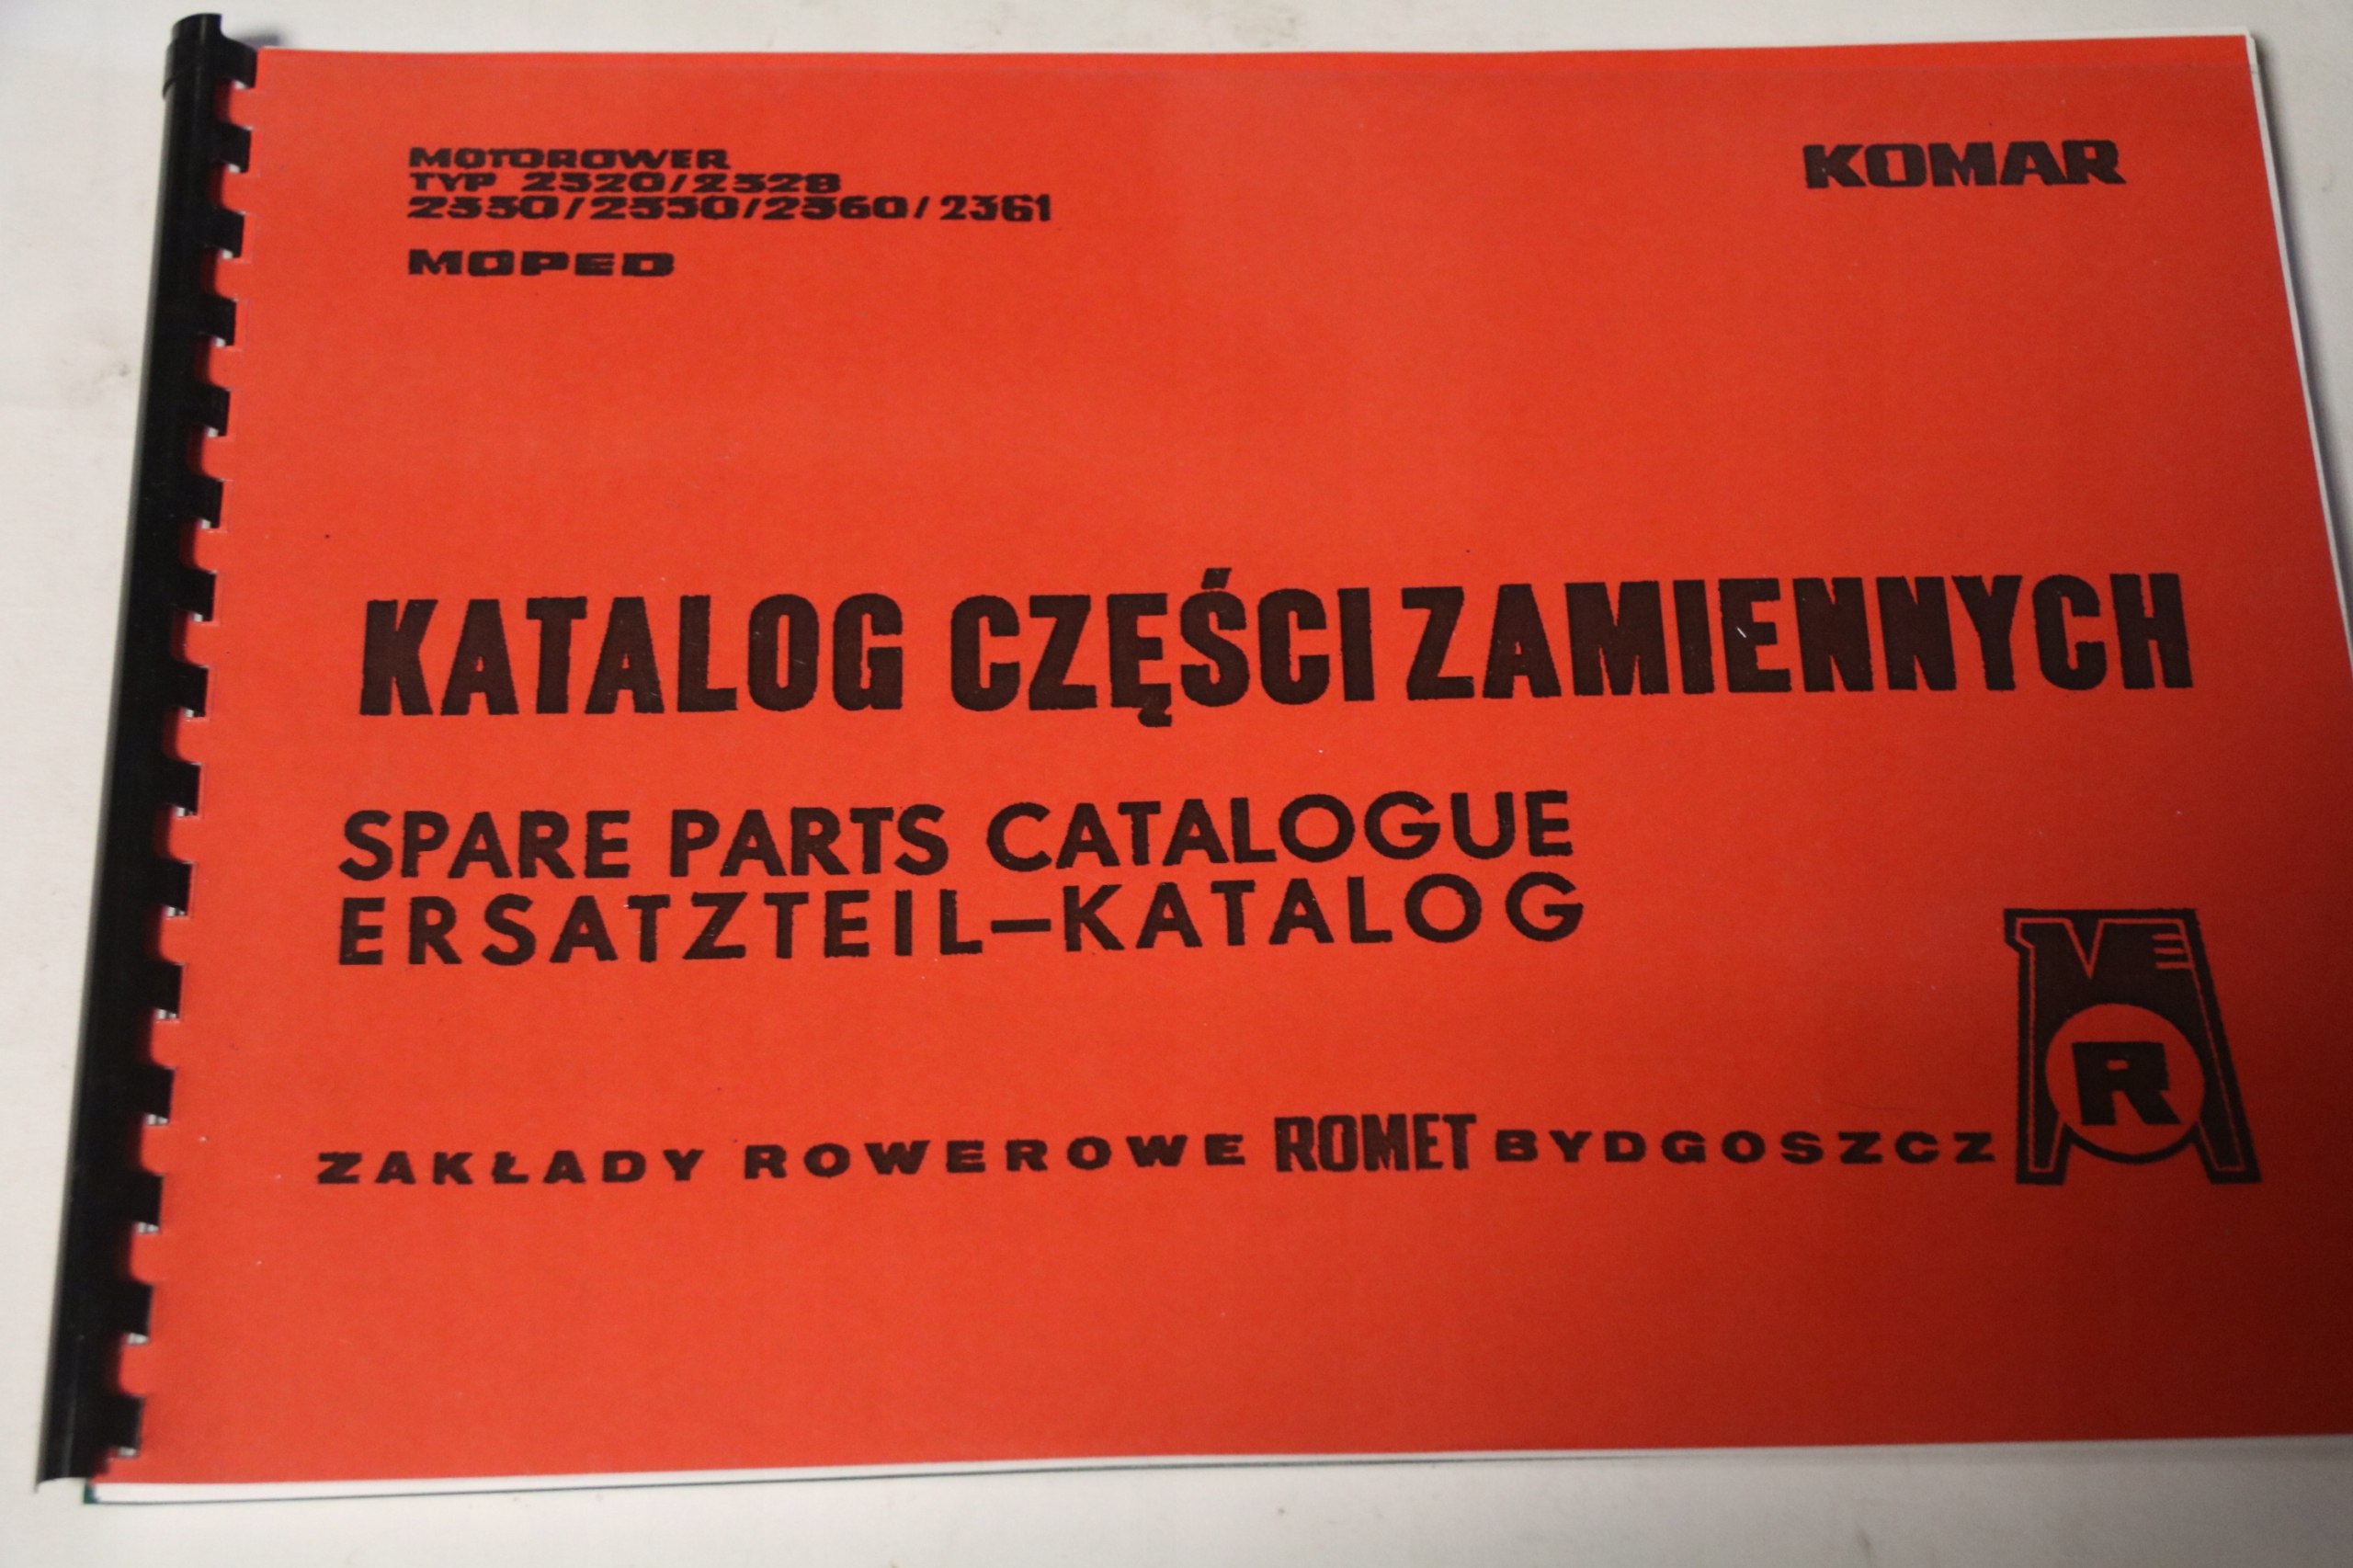 MOTOROWER
TYP 2320/2328
2330/2350/2360/2361
MOPED
KOMAR
KATALOG CZĘŚCI ZAMIENNYCH
SPARE PARTS CATALOGUE
ERSATZTEIL-KATALOG
ZAKŁADY ROWEROWE ROMET BYDGOSZCZ
R